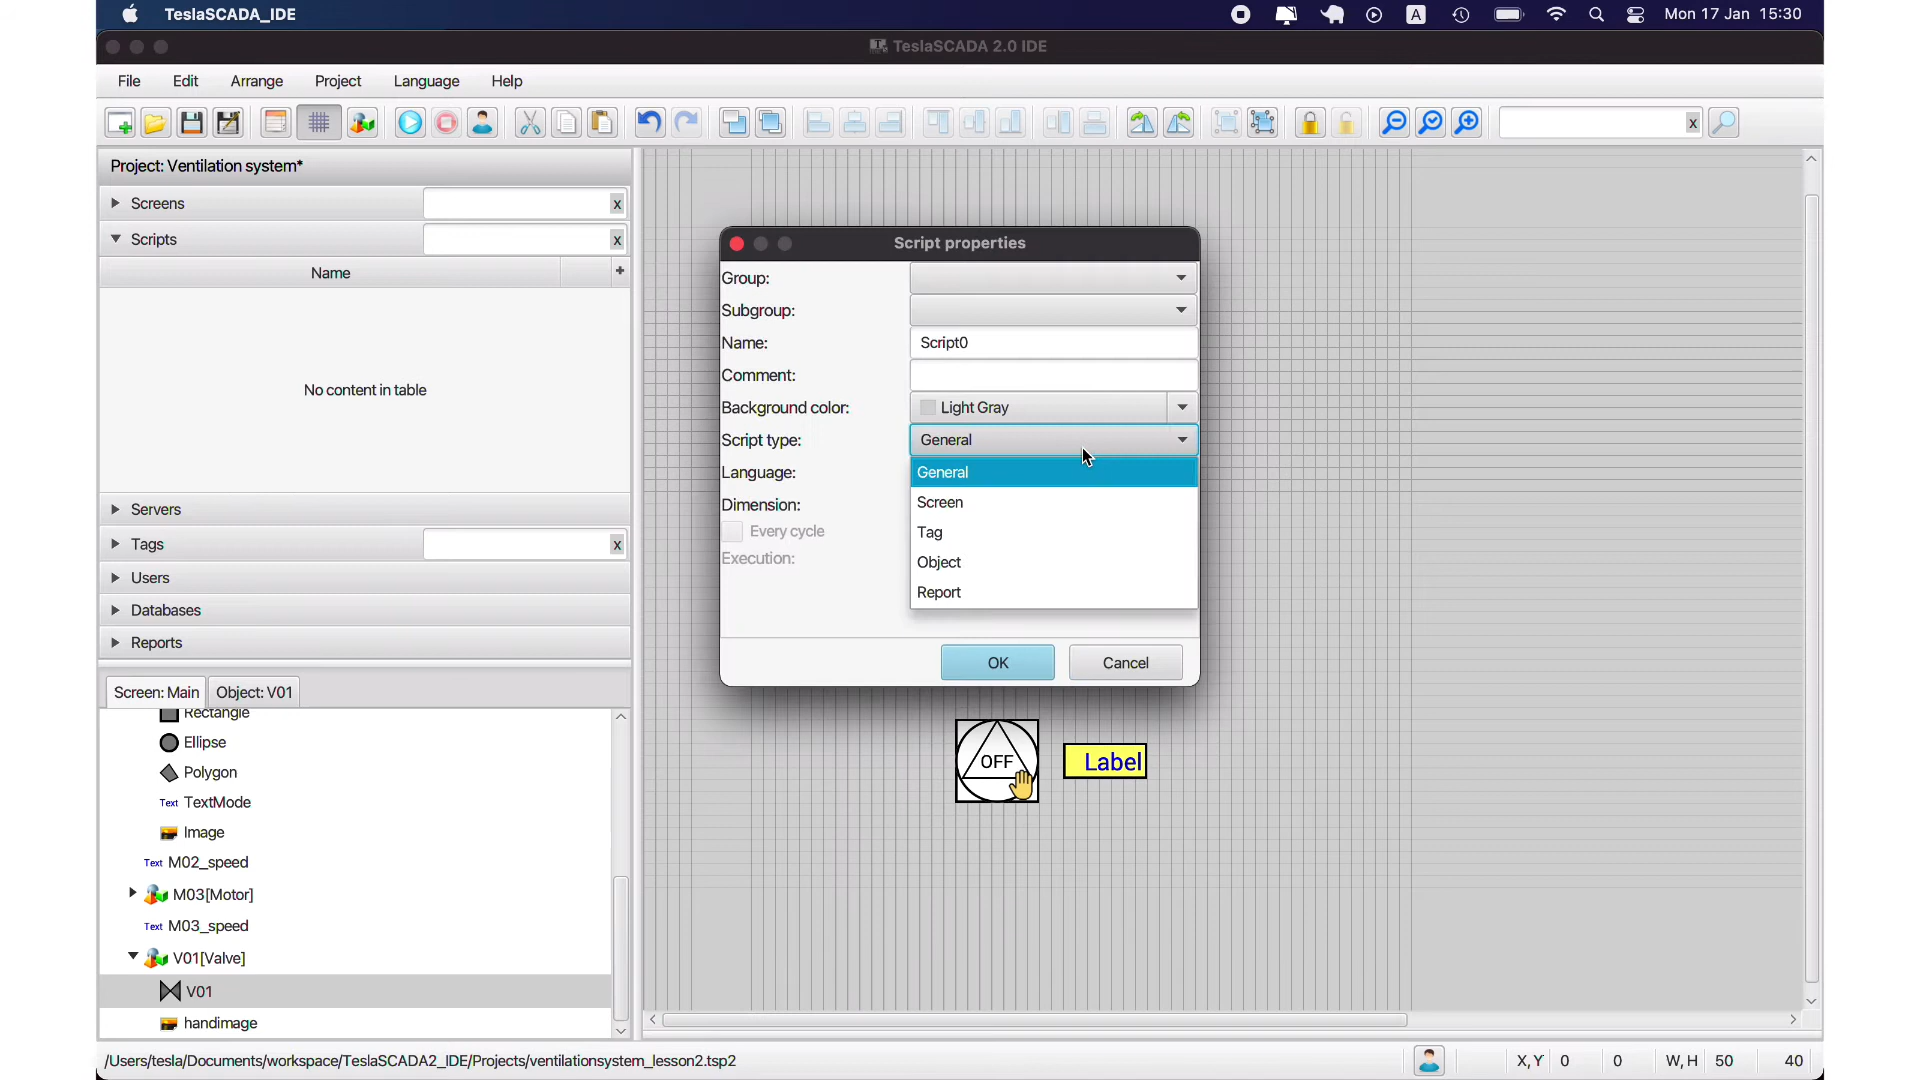 TeslaSCADA_IDE
A
Mon 17 Jan 15:30
TeslaSCADA 2.0 IDE
File Edit Arrange Project Language Help
x
Project: Ventilation system*
Screens
x
Scripts
x
Name
+
No content in table
Servers
Tags
x
Users
Databases
Reports
Screen: Main Object: V01
Rectangle
Ellipse
Polygon
Text TextMode
Image
Text M02_speed
M03[Motor]
Text M03_speed
V01[Valve]
V01
handimage
Script properties
Group:
Subgroup:
Name: Script0
Comment:
Background color: Light Gray
Script type: General
Language:
Dimension:
Every cycle
Execution:
General
Screen
Tag
Object
Report
OK Cancel
OFF
Label
/Users/tesla/Documents/workspace/TeslaSCADA2_IDE/Projects/ventilationsystem_lesson2.tsp2
X,Y 0 0 W,H 50 40